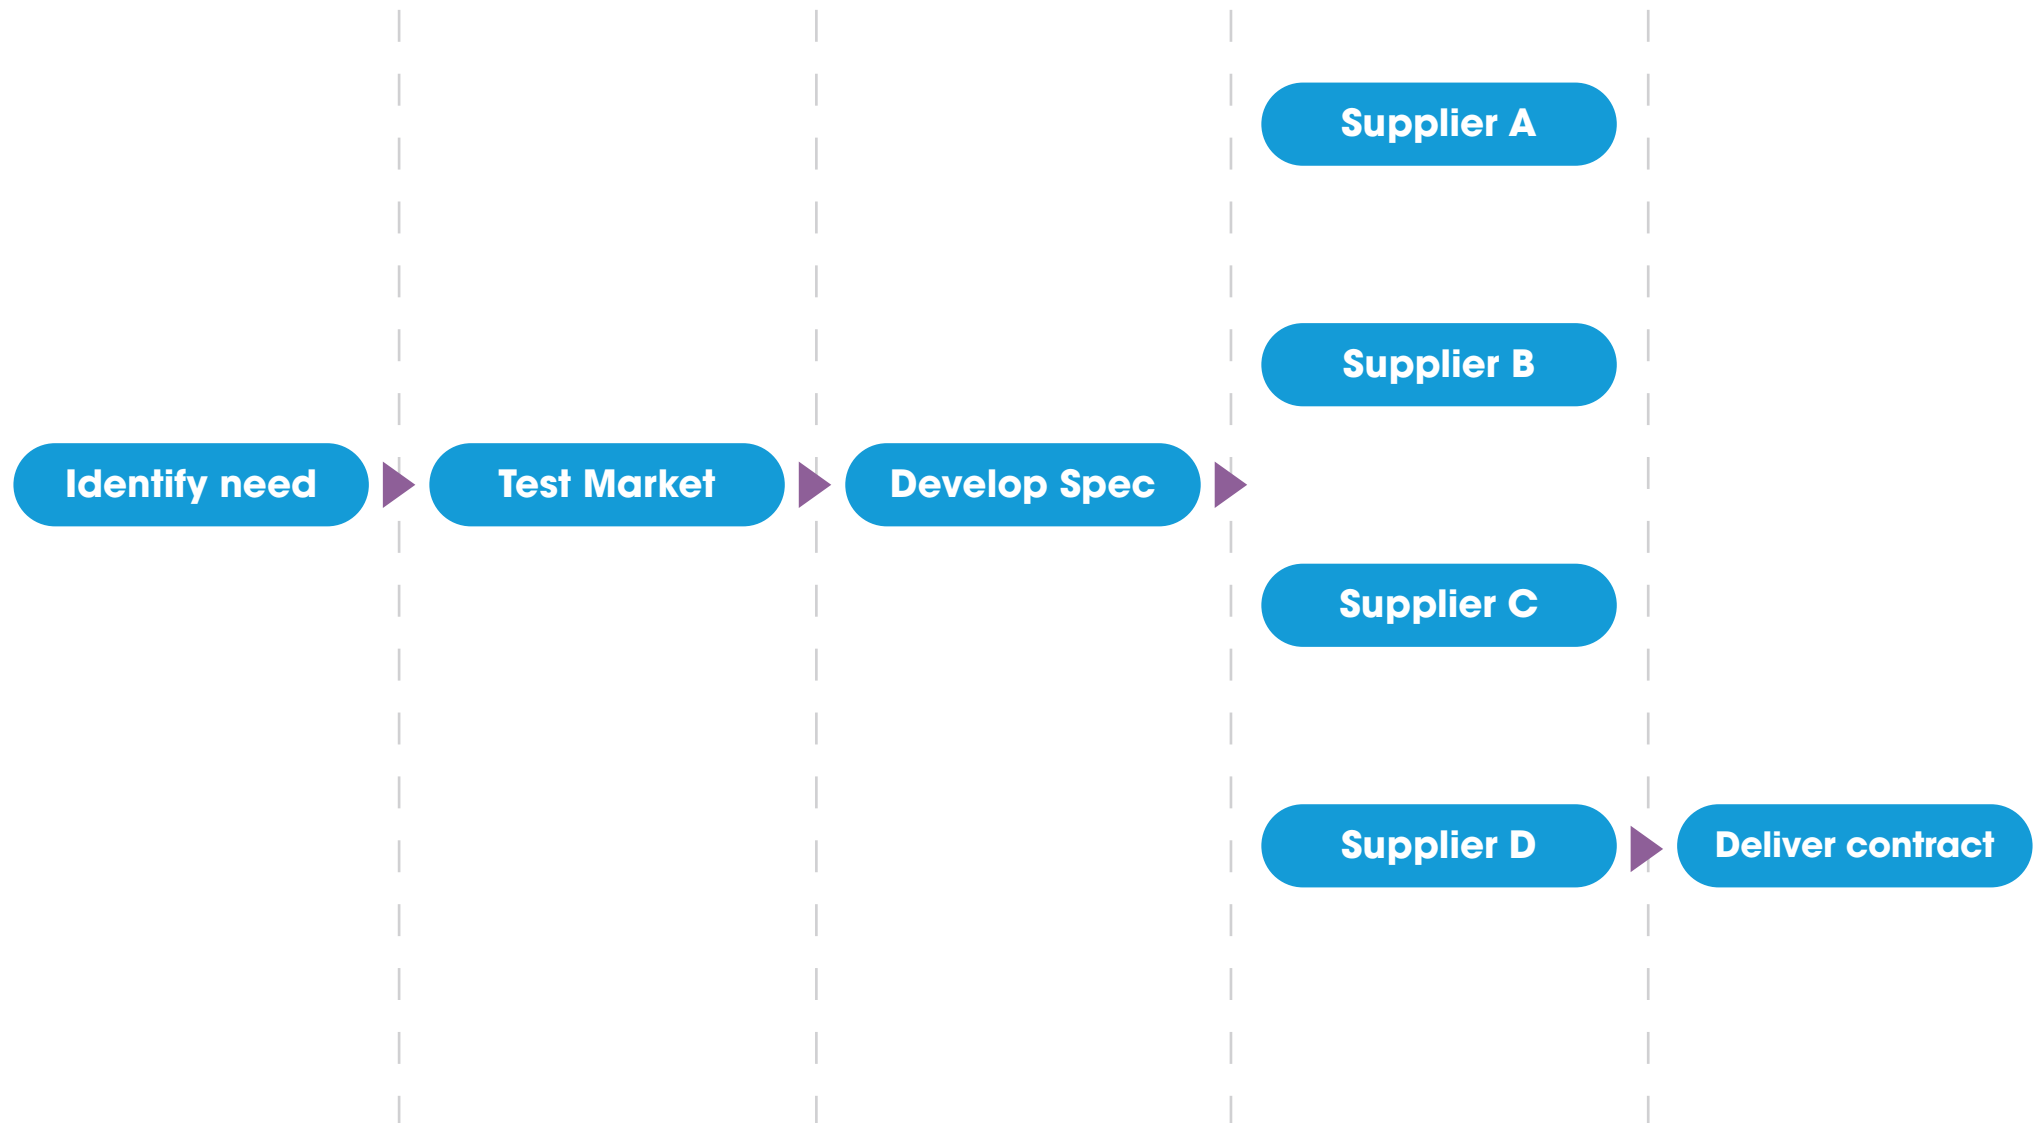 Identify need
Test Market
Develop Spec
Supplier A
Supplier B
Supplier C
Supplier D
Deliver contract